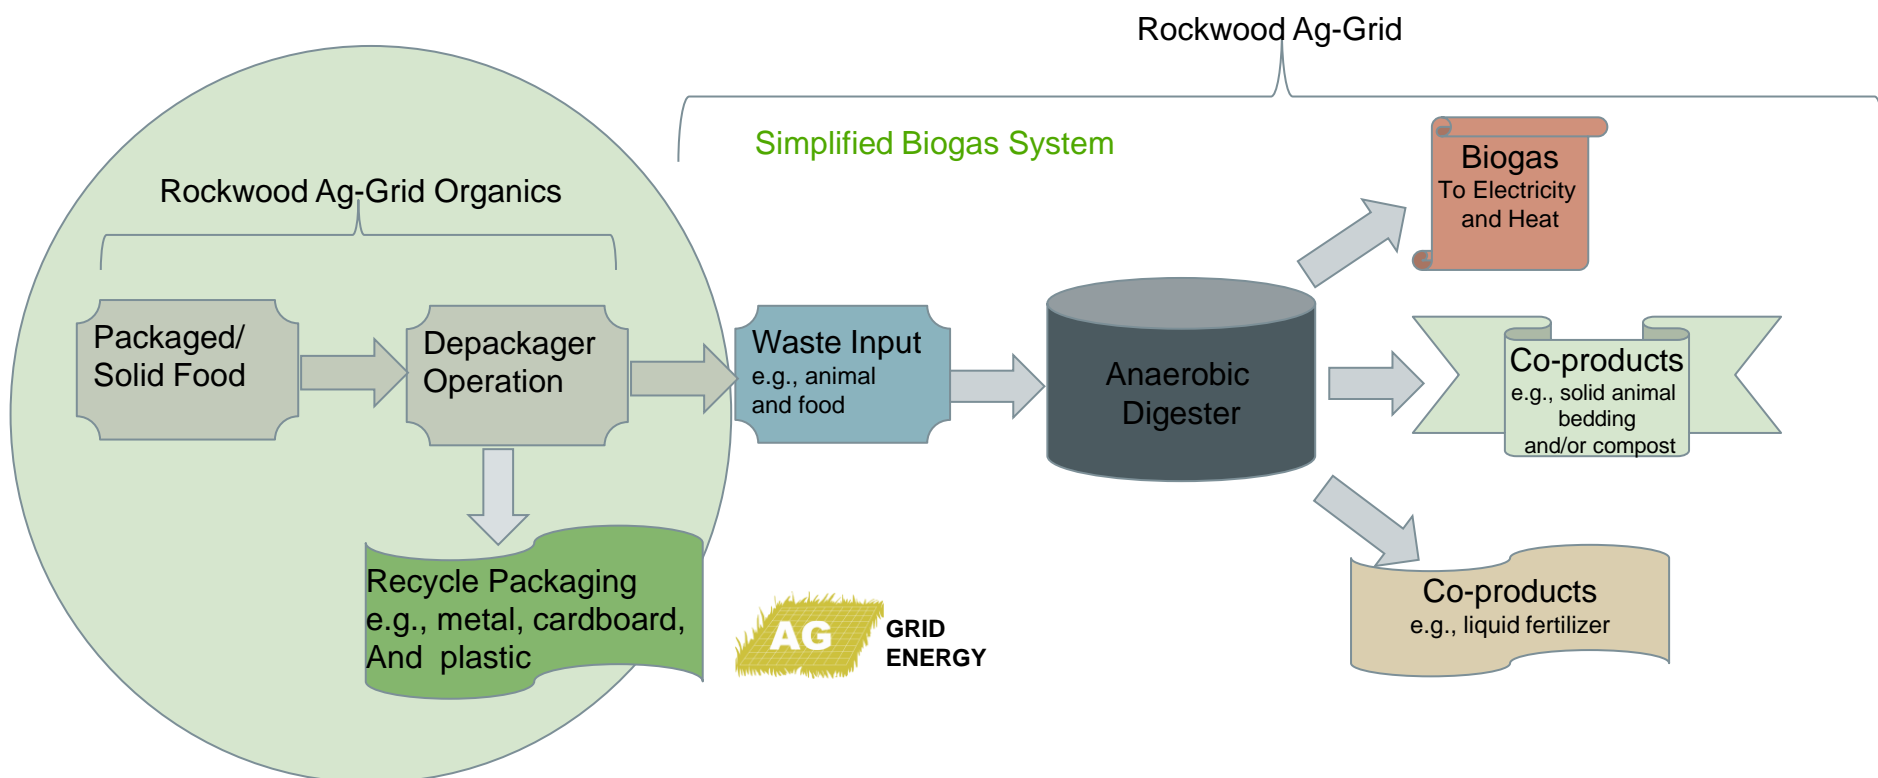 Rockwood Ag-Grid
Simplified Biogas System
Rockwood Ag-Grid Organics
Packaged/
Solid Food
Depackager
Operation
Recycle Packaging
e.g., metal, cardboard,
And plastic
Waste Input
e.g., animal
and food
Anaerobic
Digester
Biogas
To Electricity
and Heat
Co-products
e.g., solid animal
bedding
and/or compost
Co-products
e.g., liquid fertilizer
AG
GRID
ENERGY